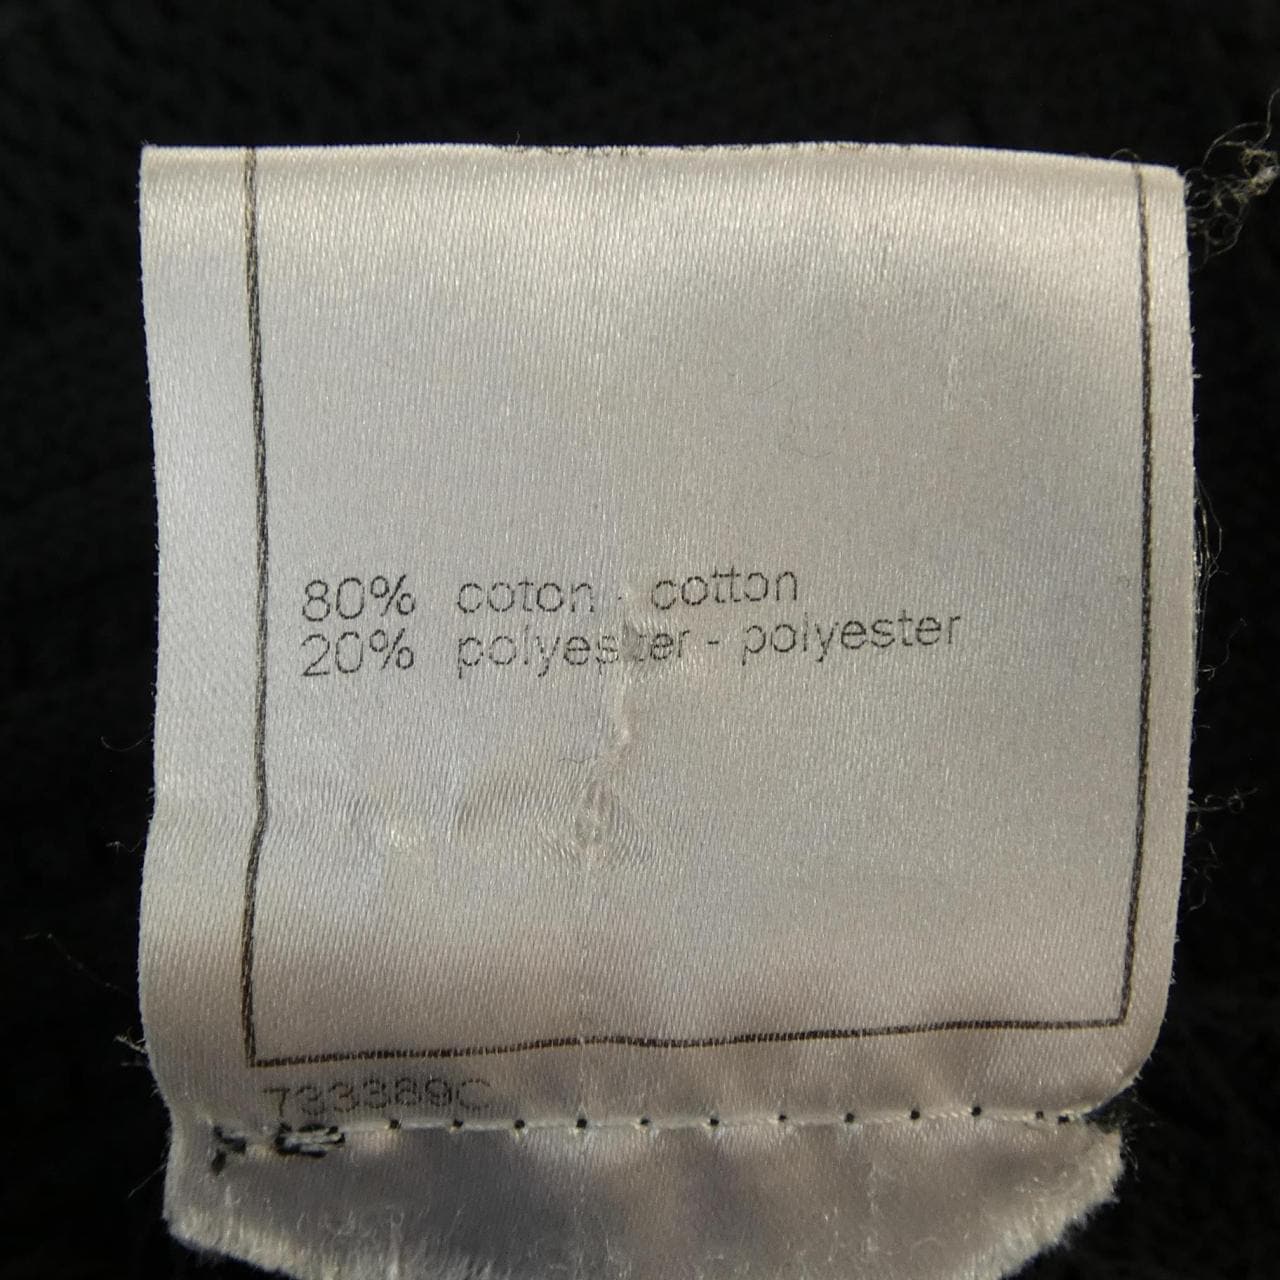 80% coton - cotton
20% polyester - polyester
733389C